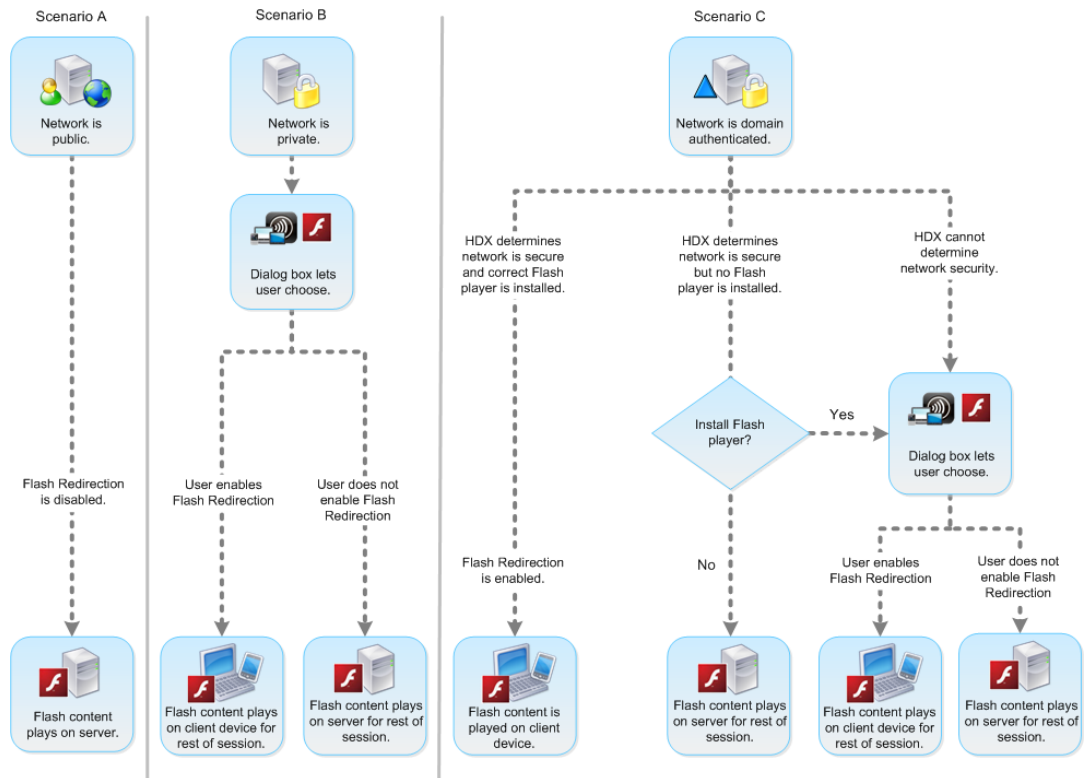 Scenario A
Network is
public.
Flash Redirection
is disabled.
Flash content
plays on server.
Scenario B
Network is
private.
Dialog box lets
user choose.
User enables
Flash Redirection
User does not
enable Flash
Redirection
Flash content plays
on client device for
rest of session.
Flash content plays
on server for rest of
session.
Scenario C
Network is domain
authenticated.
HDX determines
network is secure
and correct Flash
player is installed.
HDX determines
network is secure
but no Flash
player is installed.
HDX cannot
determine
network security.
Install Flash
player?
Yes
Dialog box lets
user choose.
Flash Redirection
is enabled.
No
User enables
Flash Redirection
User does not
enable Flash
Redirection
Flash content is
played on client
device.
Flash content plays
on server for rest of
session.
Flash content plays
on client device for
rest of session.
Flash content plays
on server for rest of
session.